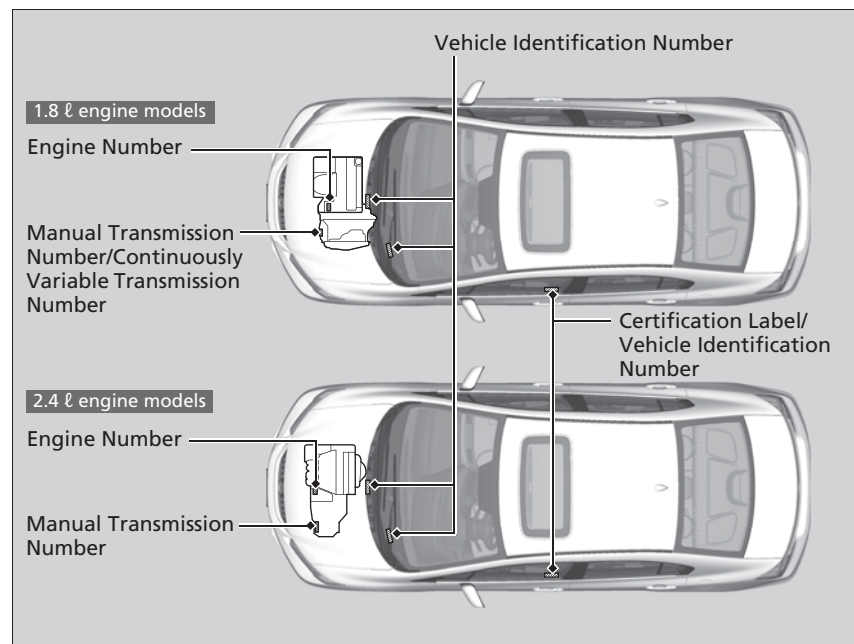 Vehicle Identification Number
1.8 ℓ engine models
Engine Number
Manual Transmission
Number/Continuously
Variable Transmission
Number
Certification Label/
Vehicle Identification
Number
2.4 ℓ engine models
Engine Number
Manual Transmission
Number